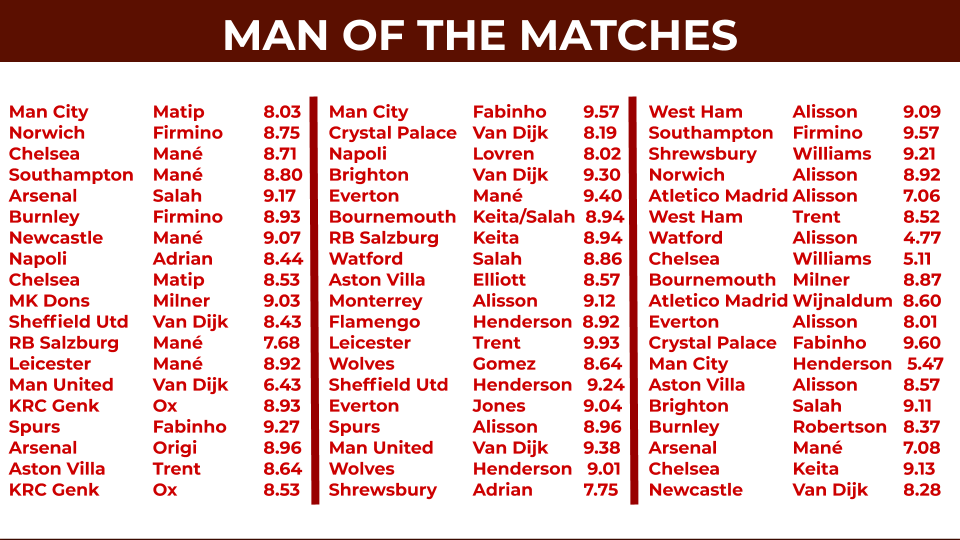 MAN OF THE MATCHES
Man City Matip 8.03
Norwich Firmino 8.75
Chelsea Mané 8.71
Southampton Mané 8.80
Arsenal Salah 9.17
Burnley Firmino 8.93
Newcastle Mané 9.07
Napoli Adrian 8.44
Chelsea Matip 8.53
MK Dons Milner 9.03
Sheffield Utd Van Dijk 8.43
RB Salzburg Mané 7.68
Leicester Mané 8.92
Man United Van Dijk 6.43
KRC Genk Ox 8.93
Spurs Fabinho 9.27
Arsenal Origi 8.96
Aston Villa Trent 8.64
KRC Genk Ox 8.53
Man City Fabinho 9.57
Crystal Palace Van Dijk 8.19
Napoli Lovren 8.02
Brighton Van Dijk 9.30
Everton Mané 9.40
Bournemouth Keita/Salah 8.94
RB Salzburg Keita 8.94
Watford Salah 8.86
Aston Villa Elliott 8.57
Monterrey Alisson 9.12
Flamengo Henderson 8.92
Leicester Trent 9.93
Wolves Gomez 8.64
Sheffield Utd Henderson 9.24
Everton Jones 9.04
Spurs Alisson 8.96
Man United Van Dijk 9.38
Wolves Henderson 9.01
Shrewsbury Adrian 7.75
West Ham Alisson 9.09
Southampton Firmino 9.57
Shrewsbury Williams 9.21
Norwich Alisson 8.92
Atletico Madrid Alisson 7.06
West Ham Trent 8.52
Watford Alisson 4.77
Chelsea Williams 5.11
Bournemouth Milner 8.87
Atletico Madrid Wijnaldum 8.60
Everton Alisson 8.01
Crystal Palace Fabinho 9.60
Man City Henderson 5.47
Aston Villa Alisson 8.57
Brighton Salah 9.11
Burnley Robertson 8.37
Arsenal Mané 7.08
Chelsea Keita 9.13
Newcastle Van Dijk 8.28